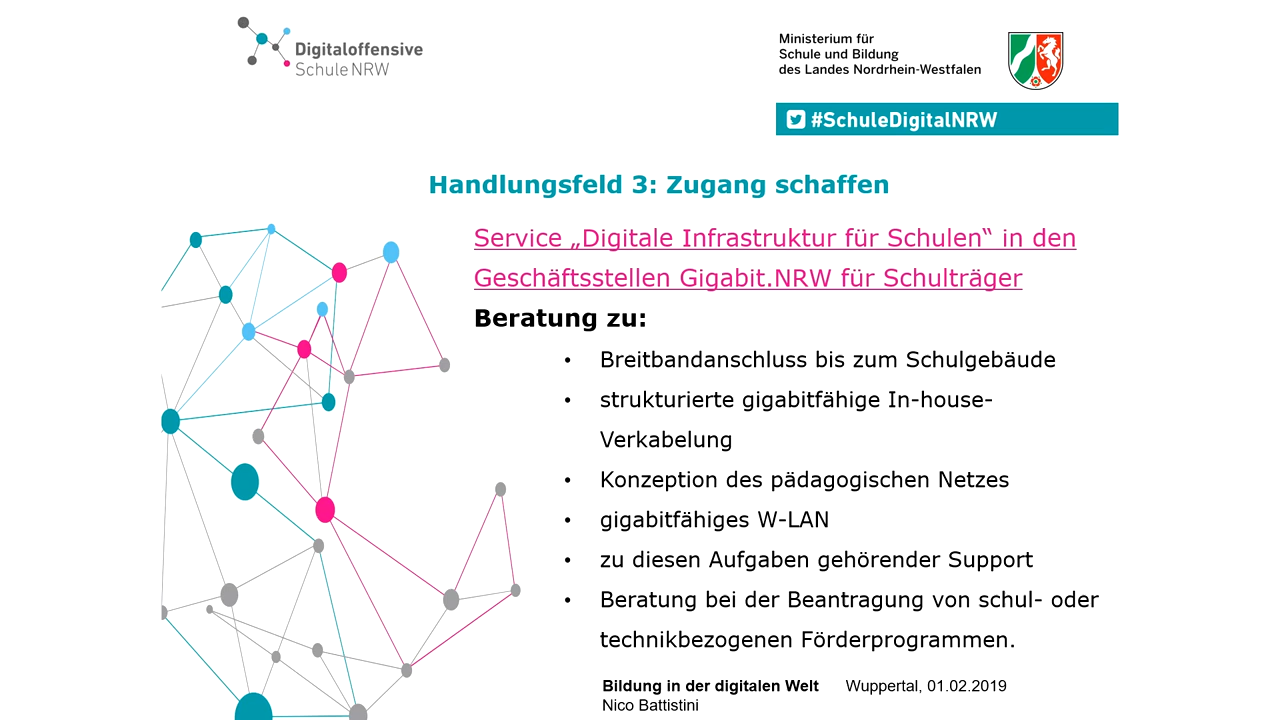 Digitaloffensive
Schule NRW
Ministerium für
Schule und Bildung
des Landes Nordrhein-Westfalen
#SchuleDigitalNRW
Handlungsfeld 3: Zugang schaffen
Service „Digitale Infrastruktur für Schulen“ in den
Geschäftsstellen Gigabit.NRW für Schulträger
Beratung zu:
• Breitbandanschluss bis zum Schulgebäude
• strukturierte gigabitfähige In-house-
Verkabelung
• Konzeption des pädagogischen Netzes
• gigabitfähiges W-LAN
• zu diesen Aufgaben gehörender Support
• Beratung bei der Beantragung von schul- oder
technikbezogenen Förderprogrammen.
Bildung in der digitalen Welt Wuppertal, 01.02.2019
Nico Battistini